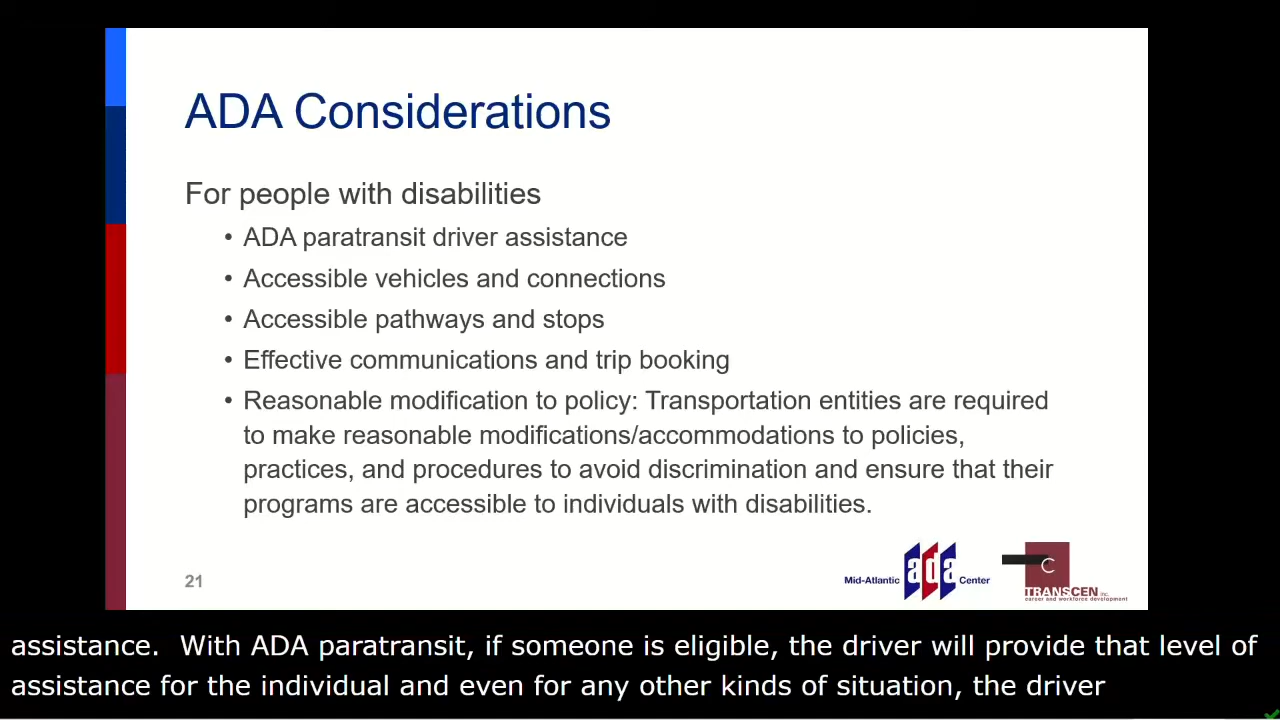 ADA Considerations
For people with disabilities
• ADA paratransit driver assistance
• Accessible vehicles and connections
• Accessible pathways and stops
• Effective communications and trip booking
• Reasonable modification to policy: Transportation entities are required
to make reasonable modifications/accommodations to policies,
practices, and procedures to avoid discrimination and ensure that their
programs are accessible to individuals with disabilities.
21
Mid-Atlantic ada Center
C
TRANSCEN inc.
career and workforce development
assistance.  With ADA paratransit, if someone is eligible, the driver will provide that level of
assistance for the individual and even for any other kinds of situation, the driver